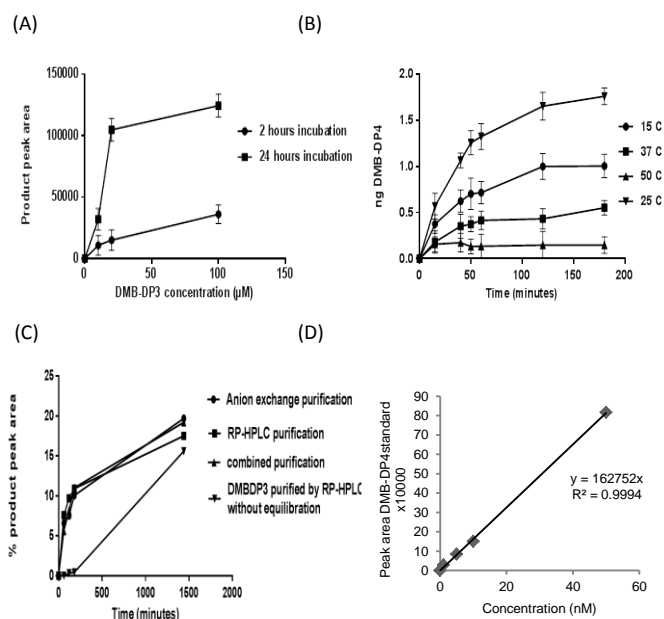 (A)
(B)
150000
100000
50000
0
Product peak area
0
50
100
150
DMB-DP3 concentration (µM)
2 hours incubation
24 hours incubation
2.0
1.5
1.0
0.5
0.0
ng DMB-DP4
0
50
100
150
200
Time (minutes)
15 C
37 C
50 C
25 C
(C)
(D)
25
20
15
10
5
0
% product peak area
0
500
1000
1500
2000
Time (minutes)
Anion exchange purification
RP-HPLC purification
combined purification
DMBDP3 purified by RP-HPLC
without equilibration
90
80
70
60
50
40
30
20
10
0
Peak area DMB-DP4standard
x10000
y = 162752x
R² = 0.9994
0
20
40
60
Concentration (nM)